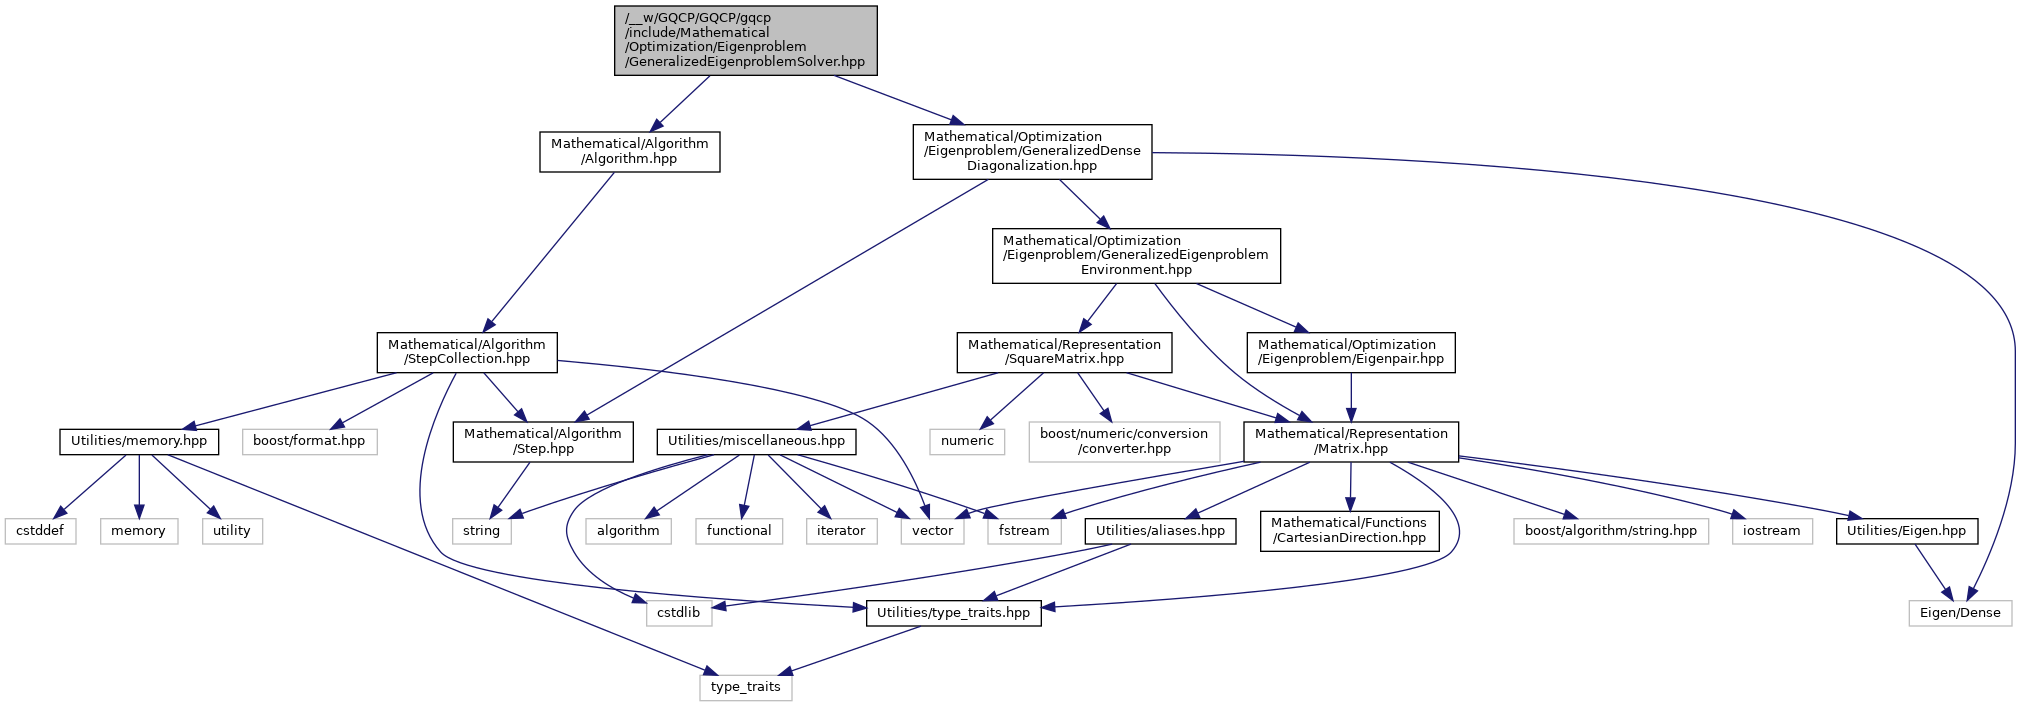 /__w/GQCP/GQCP/gqcp
/include/Mathematical
/Optimization/Eigenproblem
/GeneralizedEigenproblemSolver.hpp
Mathematical/Algorithm
/Algorithm.hpp
Mathematical/Optimization
/Eigenproblem/GeneralizedDense
Diagonalization.hpp
Mathematical/Optimization
/Eigenproblem/GeneralizedEigenproblem
Environment.hpp
Mathematical/Algorithm
/StepCollection.hpp
Mathematical/Representation
/SquareMatrix.hpp
Mathematical/Optimization
/Eigenproblem/Eigenpair.hpp
Utilities/memory.hpp
boost/format.hpp
Mathematical/Algorithm
/Step.hpp
Utilities/miscellaneous.hpp
numeric
boost/numeric/conversion
/converter.hpp
Mathematical/Representation
/Matrix.hpp
cstddef
memory
utility
string
algorithm
functional
iterator
vector
fstream
Utilities/aliases.hpp
Mathematical/Functions
/CartesianDirection.hpp
boost/algorithm/string.hpp
iostream
Utilities/Eigen.hpp
cstdlib
Utilities/type_traits.hpp
Eigen/Dense
type_traits